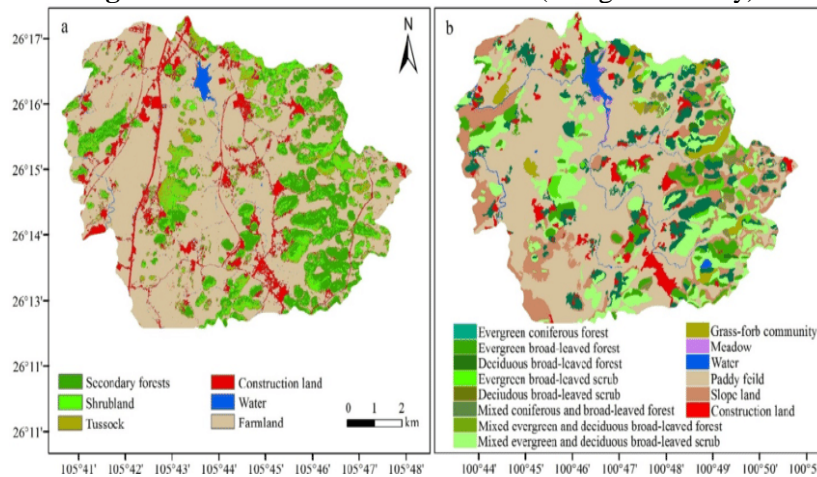 a
N
b
26°17'
26°16'
26°15'
26°14'
26°13'
26°11'
26°11'
Secondary forests
Shrubland
Tussock
Construction land
Water
Farmland
0 1 2
km
Evergreen coniferous forest
Evergreen broad-leaved forest
Deciduous broad-leaved forest
Evergreen broad-leaved scrub
Deciduous broad-leaved scrub
Mixed coniferous and broad-leaved forest
Mixed evergreen and deciduous broad-leaved forest
Mixed evergreen and deciduous broad-leaved scrub
Grass-forb community
Meadow
Water
Paddy feild
Slope land
Construction land
105°41' 105°42' 105°43' 105°44' 105°45' 105°46' 105°47' 105°48'
100°44' 100°45' 100°46' 100°47' 100°48' 100°49' 100°50'